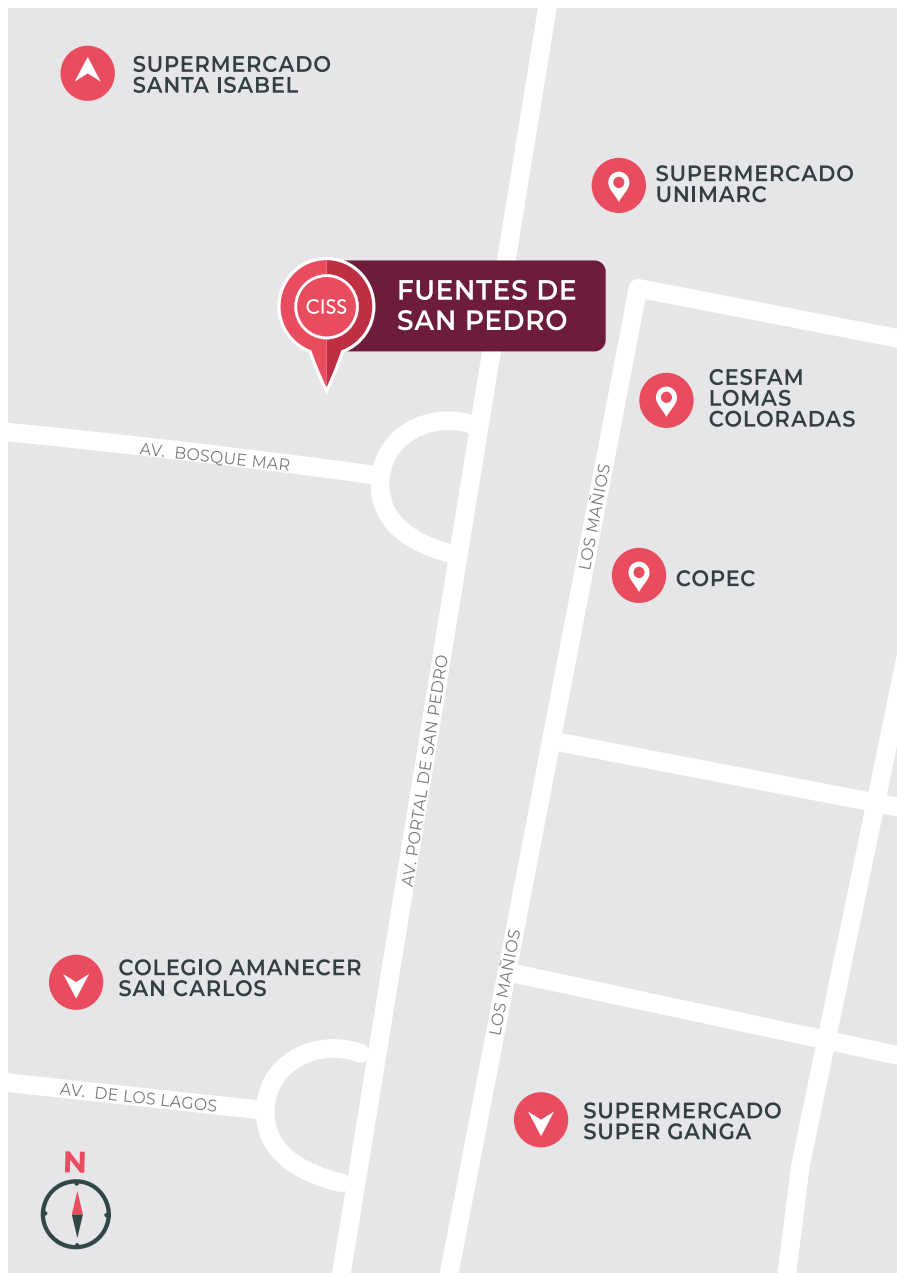 SUPERMERCADO
SANTA ISABEL
SUPERMERCADO
UNIMARC
CISS
FUENTES DE
SAN PEDRO
CESFAM
LOMAS
COLORADAS
AV. BOSQUE MAR
LOS MAÑIOS
COPEC
AV. PORTAL DE SAN PEDRO
COLEGIO AMANECER
SAN CARLOS
LOS MAÑIOS
AV. DE LOS LAGOS
SUPERMERCADO
SUPER GANGA
N